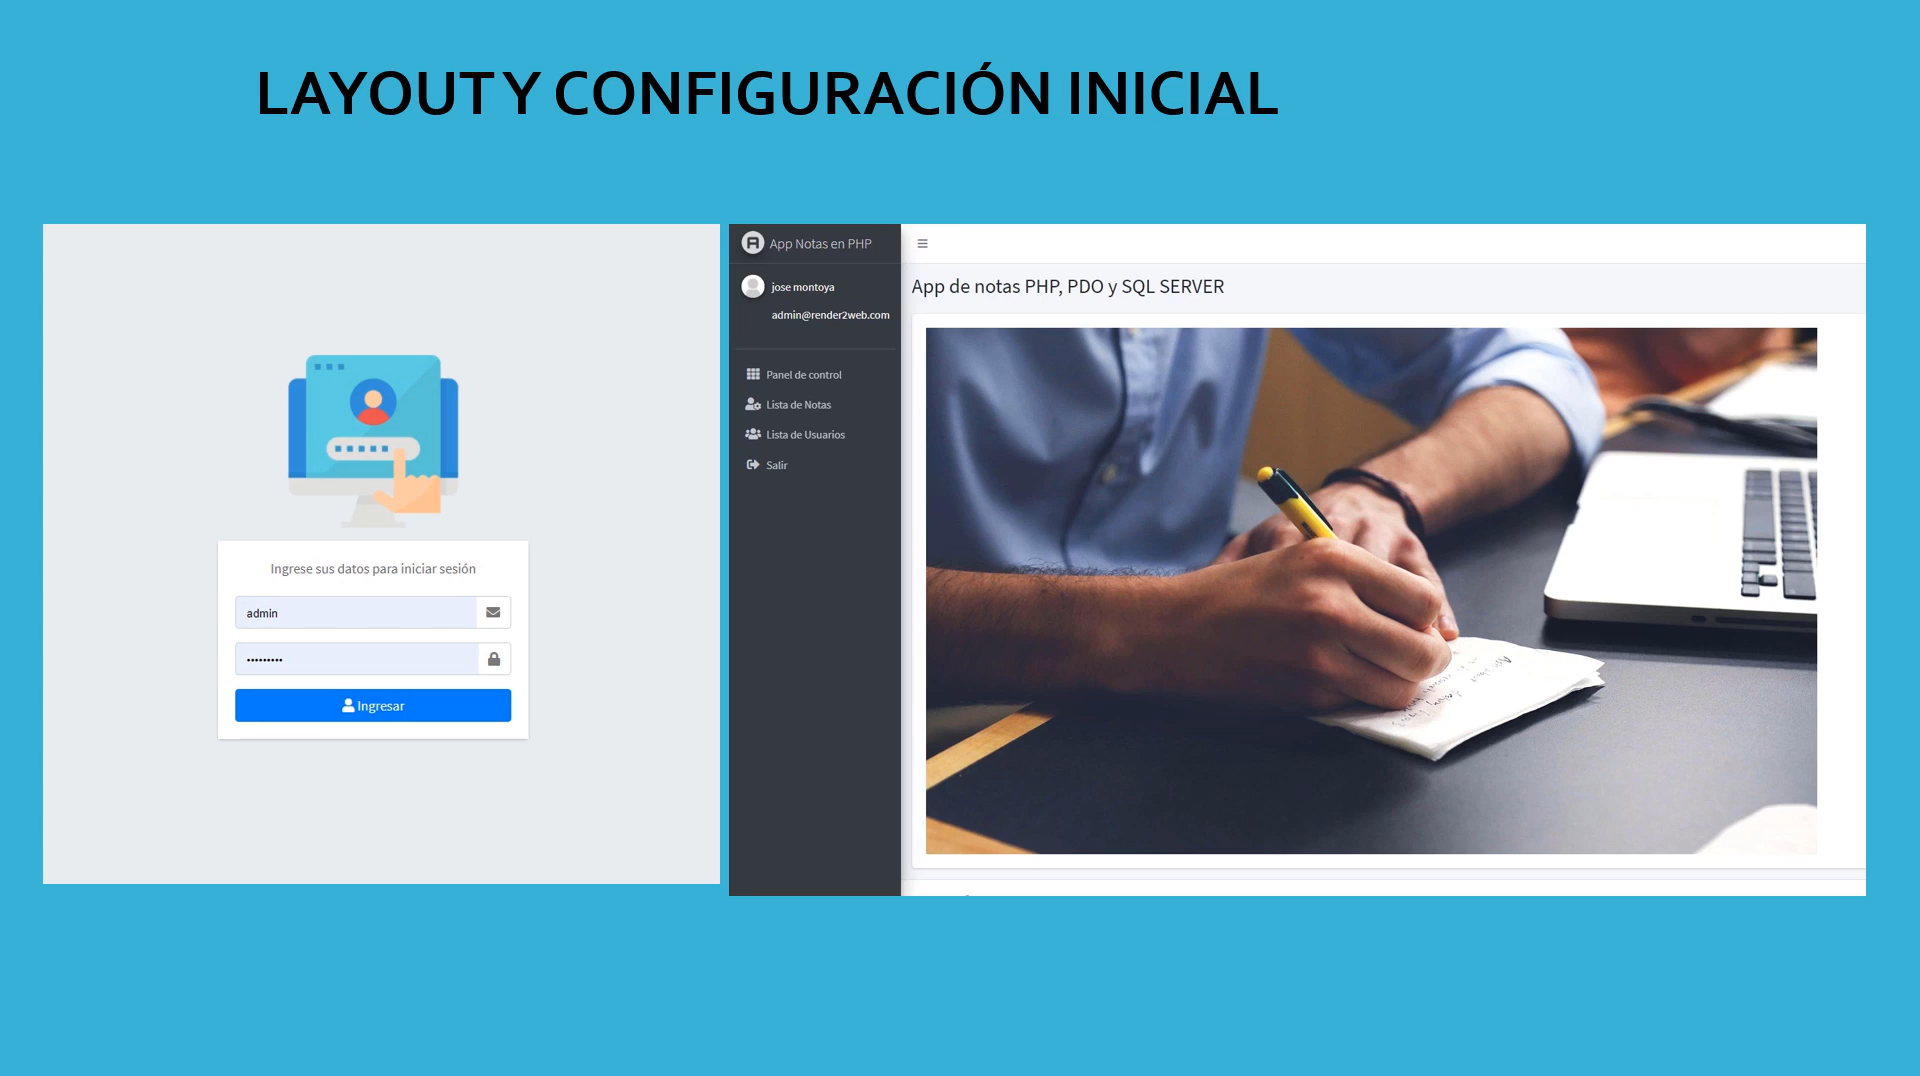 LAYOUT Y CONFIGURACIÓN INICIAL
Ingrese sus datos para iniciar sesión
admin
Ingresar
App Notas en PHP
jose montoya
admin@render2web.com
Panel de control
Lista de Notas
Lista de Usuarios
Salir
App de notas PHP, PDO y SQL SERVER